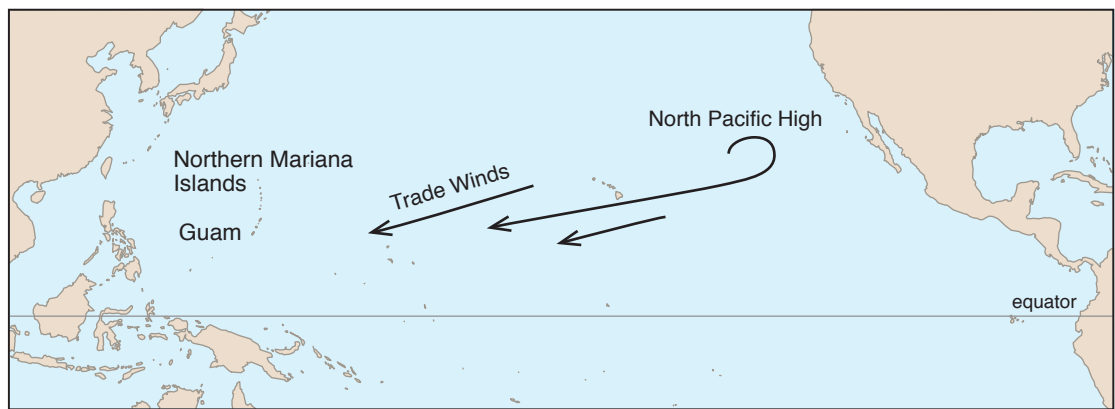 North Pacific High
Northern Mariana
Islands
Trade Winds
Guam
equator